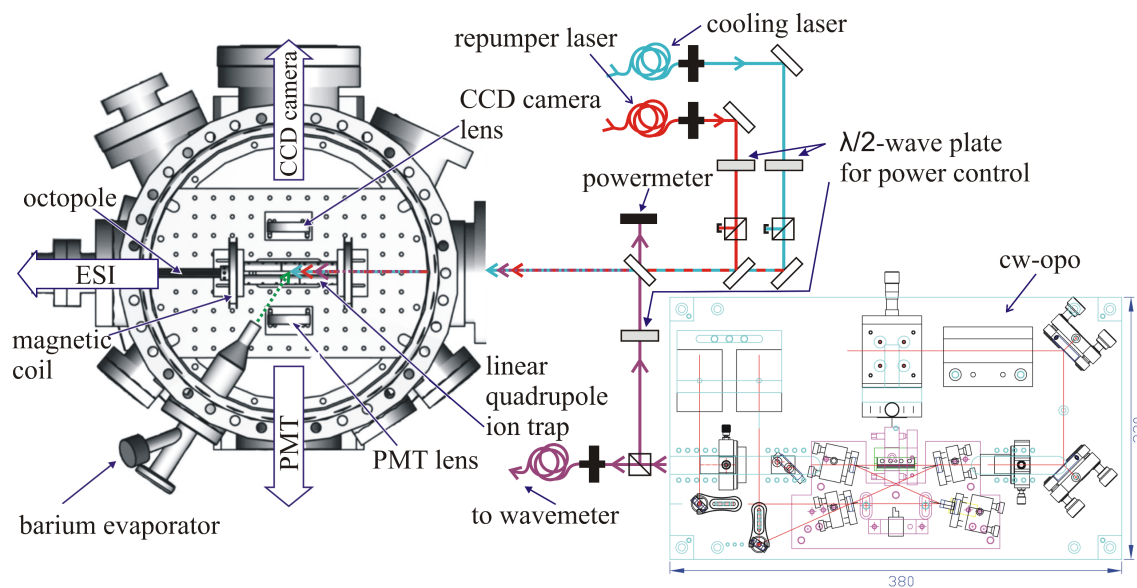 cooling laser
repumper laser
CCD camera
CCD camera
lens
λ/2-wave plate
for power control
powermeter
octopole
ESI
cw-opo
magnetic
coil
linear
quadrupole
ion trap
PMT
PMT lens
barium evaporator
to wavemeter
380